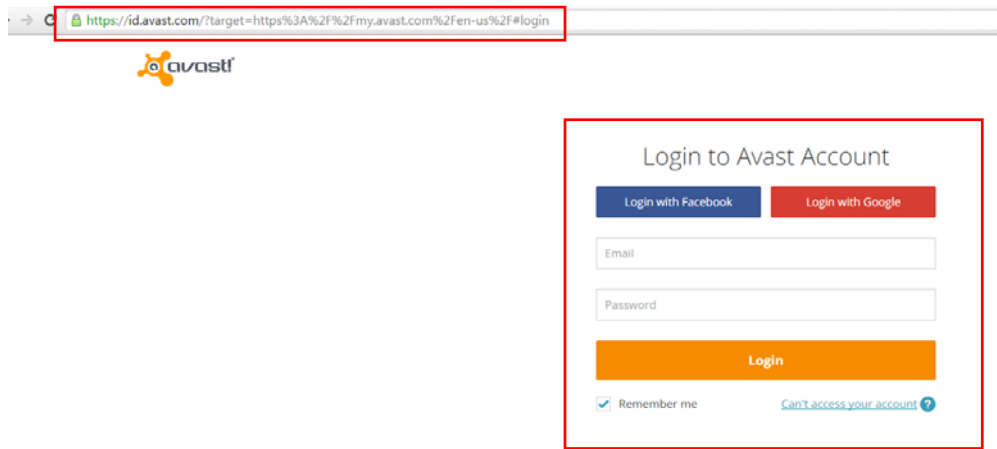 https://id.avast.com/?target=https%3A%2F%2Fmy.avast.com%2Fen-us%2F#login
avast!
Login to Avast Account
Login with Facebook Login with Google
Email
Password
Login
Remember me Can't access your account ?